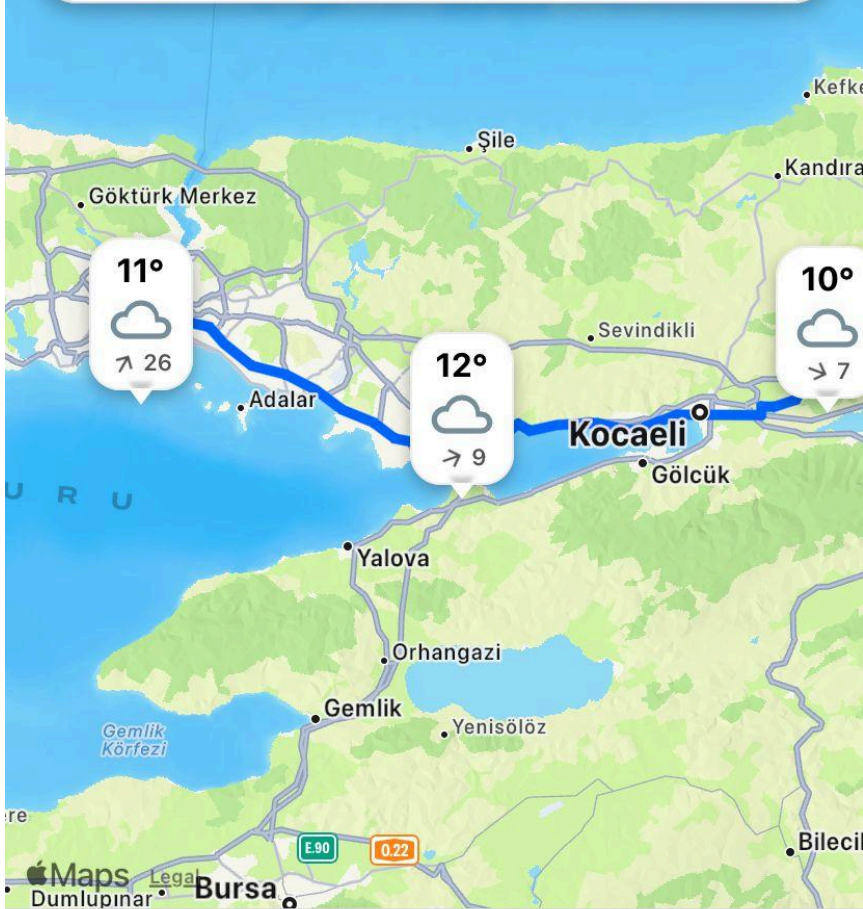 Kefke
Şile
Kandıra
Göktürk Merkez
11°
26
10°
7
Sevindikli
12°
9
Adalar
Kocaeli
Gölcük
U R U
Yalova
Orhangazi
Gemlik
Yenisölöz
Gemlik
Körfezi
ere
E.90
O.22
Bilecik
Maps
Legal
Bursa
Dumlupınar